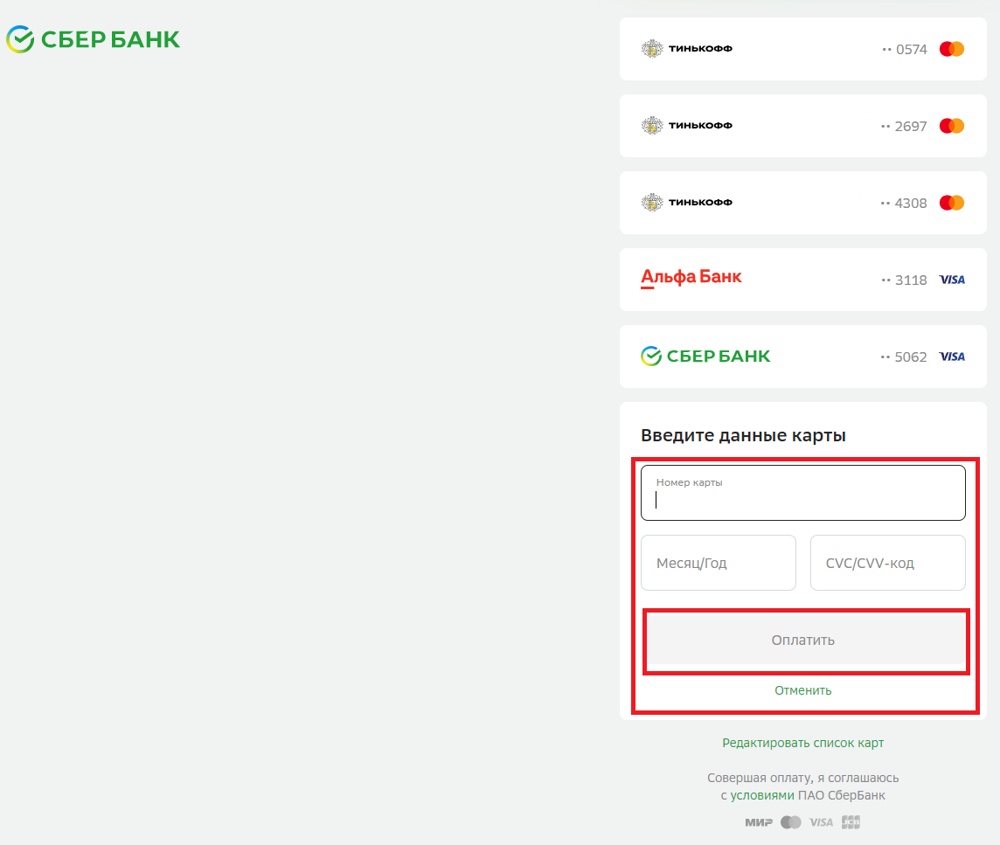 СБЕР БАНК
ТИНЬКОФФ •• 0574
ТИНЬКОФФ •• 2697
ТИНЬКОФФ •• 4308
Альфа Банк •• 3118 VISA
СБЕР БАНК •• 5062 VISA
Введите данные карты
Номер карты
Месяц/Год CVC/CVV-код
Оплатить
Отменить
Редактировать список карт
Совершая оплату, я соглашаюсь
с условиями ПАО СберБанк
МИР VISA JCB